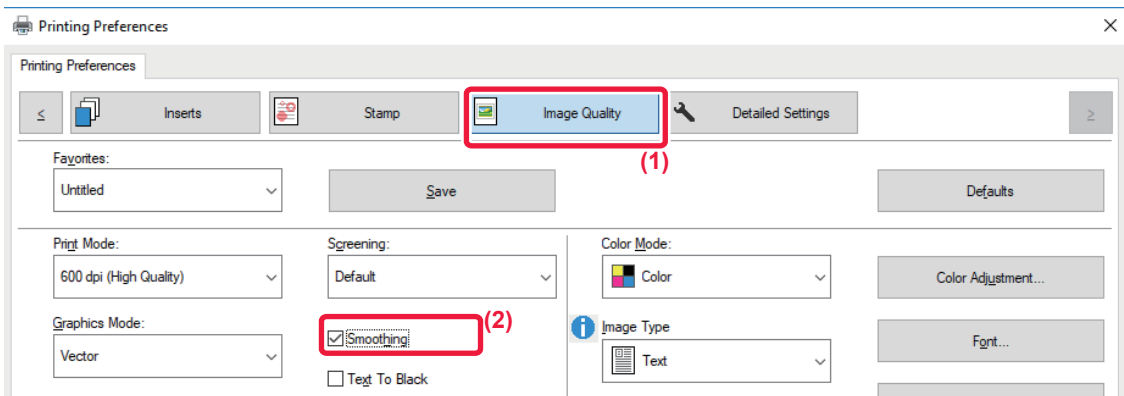 Printing Preferences
Printing Preferences
≤ Inserts Stamp Image Quality Detailed Settings ≥
(1)
Favorites:
Untitled Save Defaults
Print Mode: Screening: Color Mode:
600 dpi (High Quality) Default Color Color Adjustment...
Graphics Mode: (2) Image Type
Smoothing Font...
Vector Text
Text To Black